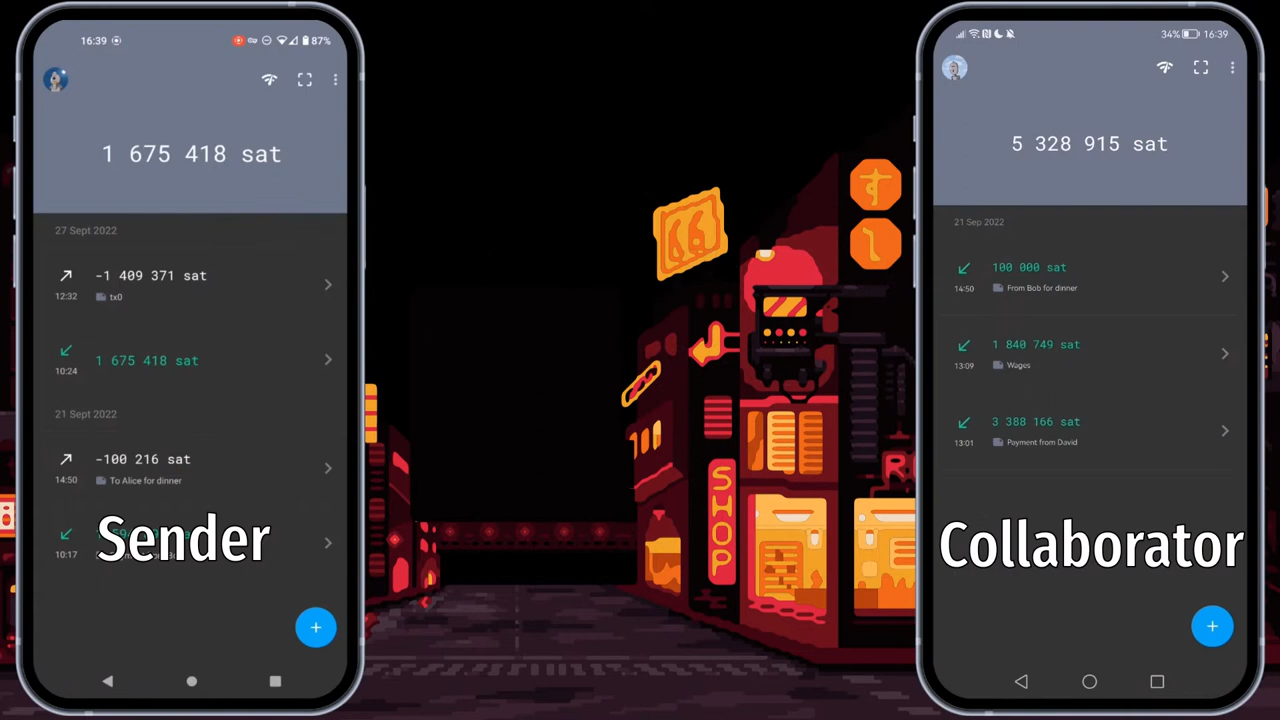 16:39
87%
1 675 418 sat
27 Sept 2022
-1 409 371 sat
12:32
tx0
1 675 418 sat
10:24
21 Sept 2022
-100 216 sat
14:50
To Alice for dinner
10:17
Sender
34%
16:39
5 328 915 sat
21 Sep 2022
100 000 sat
14:50
From Bob for dinner
1 840 749 sat
13:09
Wages
3 388 166 sat
13:01
Payment from David
Collaborator
す
SHOP